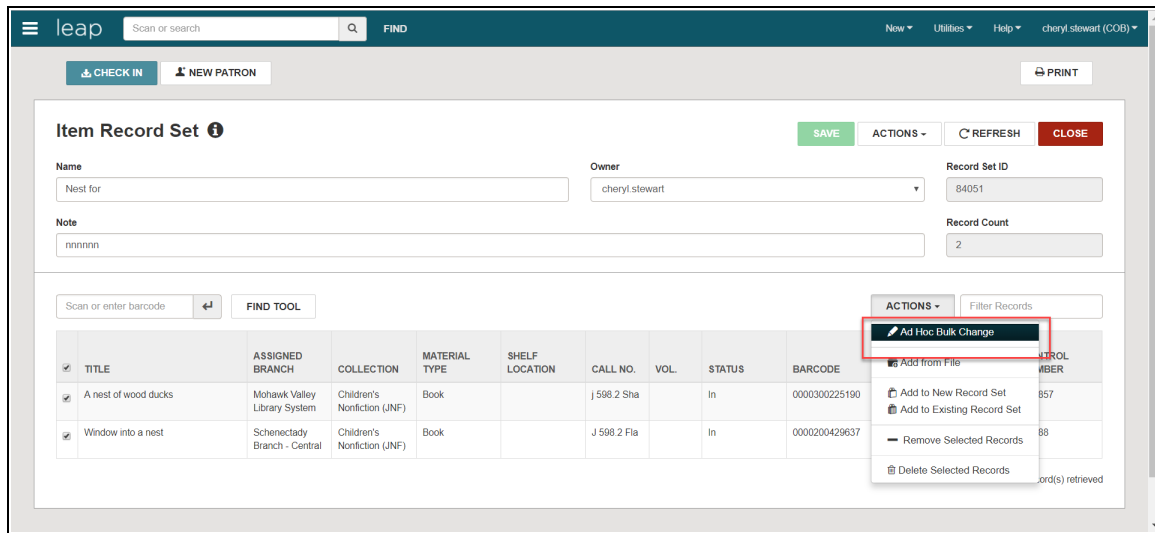 leap Scan or search FIND New Utilities Help cheryl.stewart (COB)
CHECK IN NEW PATRON PRINT
Item Record Set SAVE ACTIONS REFRESH CLOSE
Name Owner Record Set ID
Nest for cheryl.stewart 84051
Note Record Count
nnnnnn 2
Scan or enter barcode FIND TOOL ACTIONS Filter Records
Ad Hoc Bulk Change
Add from File
Add to New Record Set
Add to Existing Record Set
Remove Selected Records
Delete Selected Records
TITLE ASSIGNED BRANCH COLLECTION MATERIAL TYPE SHELF LOCATION CALL NO. VOL. STATUS BARCODE
A nest of wood ducks Mohawk Valley Library System Children's Nonfiction (JNF) Book j 598.2 Sha In 0000300225190 857
Window into a nest Schenectady Branch - Central Children's Nonfiction (JNF) Book J 598.2 Fla In 0000200429637 88
retrieved